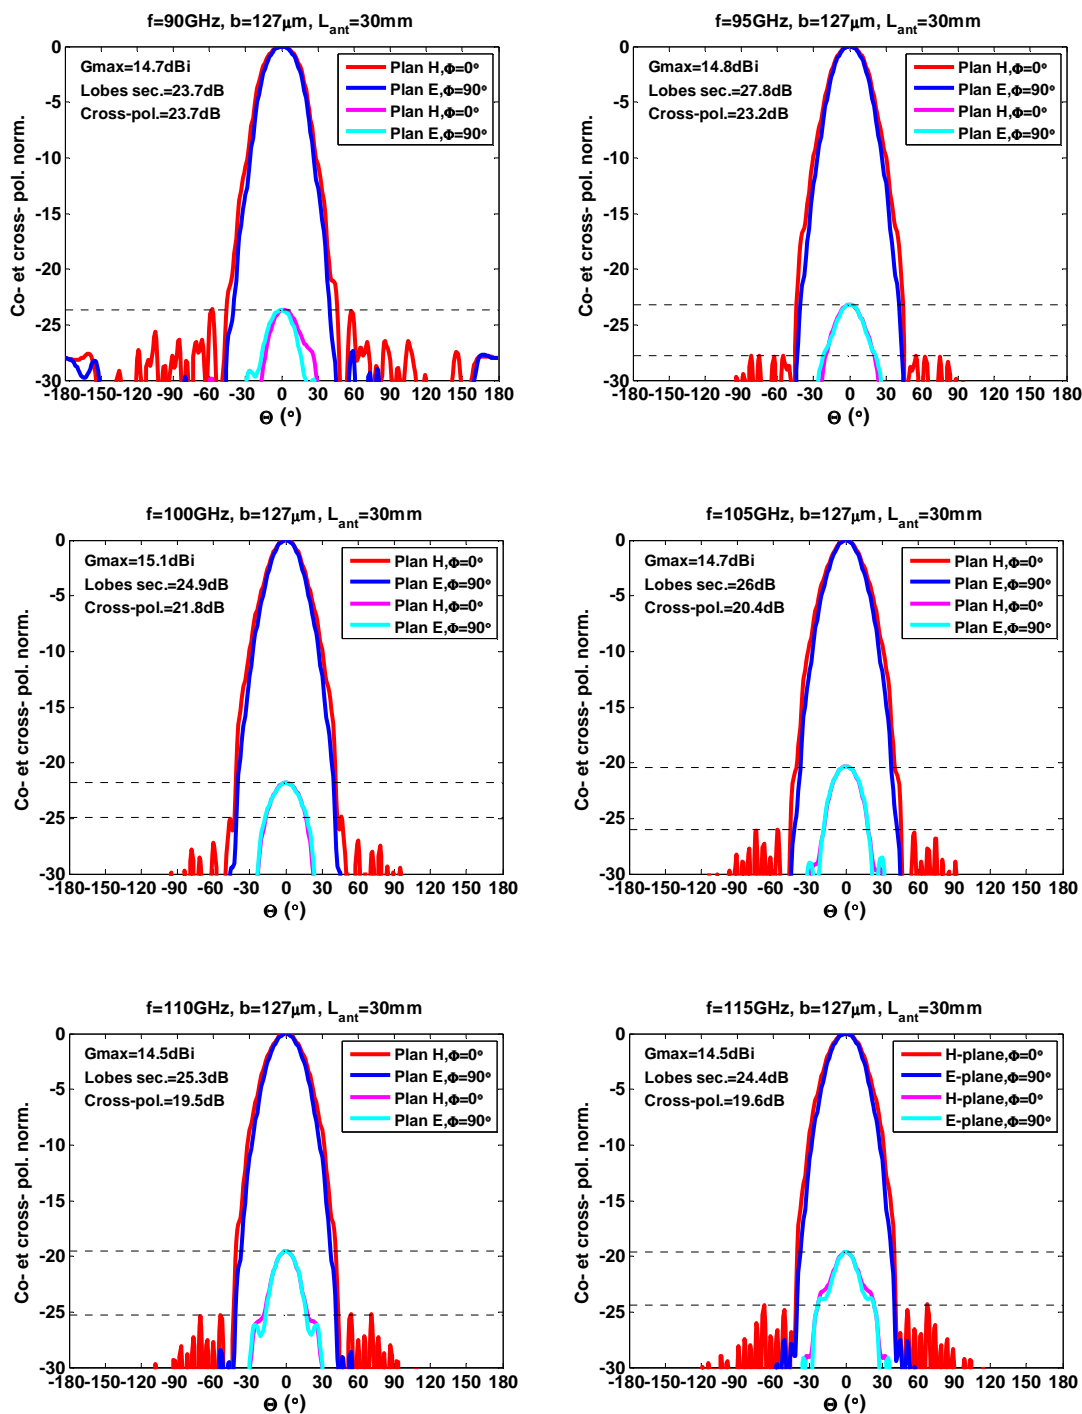 f=90GHz, b=127μm, L_ant=30mm
Gmax=14.7dBi
Lobes sec.=23.7dB
Cross-pol.=23.7dB
Plan H,Φ=0°
Plan E,Φ=90°
Plan H,Φ=0°
Plan E,Φ=90°
Co- et cross- pol. norm.
0
-5
-10
-15
-20
-25
-30
-180-150-120 -90 -60 -30 0 30 60 90 120 150 180
Θ (°)
f=95GHz, b=127μm, L_ant=30mm
Gmax=14.8dBi
Lobes sec.=27.8dB
Cross-pol.=23.2dB
Plan H,Φ=0°
Plan E,Φ=90°
Plan H,Φ=0°
Plan E,Φ=90°
Co- et cross- pol. norm.
0
-5
-10
-15
-20
-25
-30
-180-150-120 -90 -60 -30 0 30 60 90 120 150 180
Θ (°)
f=100GHz, b=127μm, L_ant=30mm
Gmax=15.1dBi
Lobes sec.=24.9dB
Cross-pol.=21.8dB
Plan H,Φ=0°
Plan E,Φ=90°
Plan H,Φ=0°
Plan E,Φ=90°
Co- et cross- pol. norm.
0
-5
-10
-15
-20
-25
-30
-180-150-120 -90 -60 -30 0 30 60 90 120 150 180
Θ (°)
f=105GHz, b=127μm, L_ant=30mm
Gmax=14.7dBi
Lobes sec.=26dB
Cross-pol.=20.4dB
Plan H,Φ=0°
Plan E,Φ=90°
Plan H,Φ=0°
Plan E,Φ=90°
Co- et cross- pol. norm.
0
-5
-10
-15
-20
-25
-30
-180-150-120 -90 -60 -30 0 30 60 90 120 150 180
Θ (°)
f=110GHz, b=127μm, L_ant=30mm
Gmax=14.5dBi
Lobes sec.=25.3dB
Cross-pol.=19.5dB
Plan H,Φ=0°
Plan E,Φ=90°
Plan H,Φ=0°
Plan E,Φ=90°
Co- et cross- pol. norm.
0
-5
-10
-15
-20
-25
-30
-180-150-120 -90 -60 -30 0 30 60 90 120 150 180
Θ (°)
f=115GHz, b=127μm, L_ant=30mm
Gmax=14.5dBi
Lobes sec.=24.4dB
Cross-pol.=19.6dB
H-plane,Φ=0°
E-plane,Φ=90°
H-plane,Φ=0°
E-plane,Φ=90°
Co- et cross- pol. norm.
0
-5
-10
-15
-20
-25
-30
-180-150-120 -90 -60 -30 0 30 60 90 120 150 180
Θ (°)